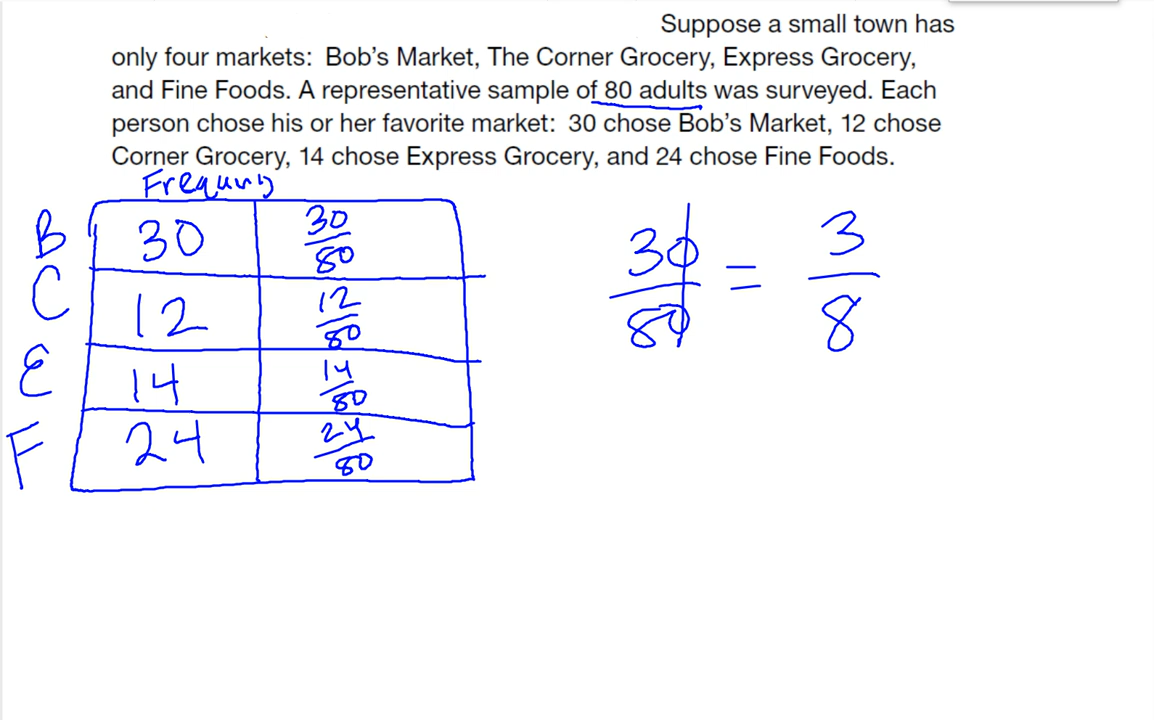 Suppose a small town has
only four markets: Bob's Market, The Corner Grocery, Express Grocery,
and Fine Foods. A representative sample of 80 adults was surveyed. Each
person chose his or her favorite market: 30 chose Bob's Market, 12 chose
Corner Grocery, 14 chose Express Grocery, and 24 chose Fine Foods.
Frequency
B 30 30/80
C 12 12/80
E 14 14/80
F 24 24/80
30/80 = 3/8